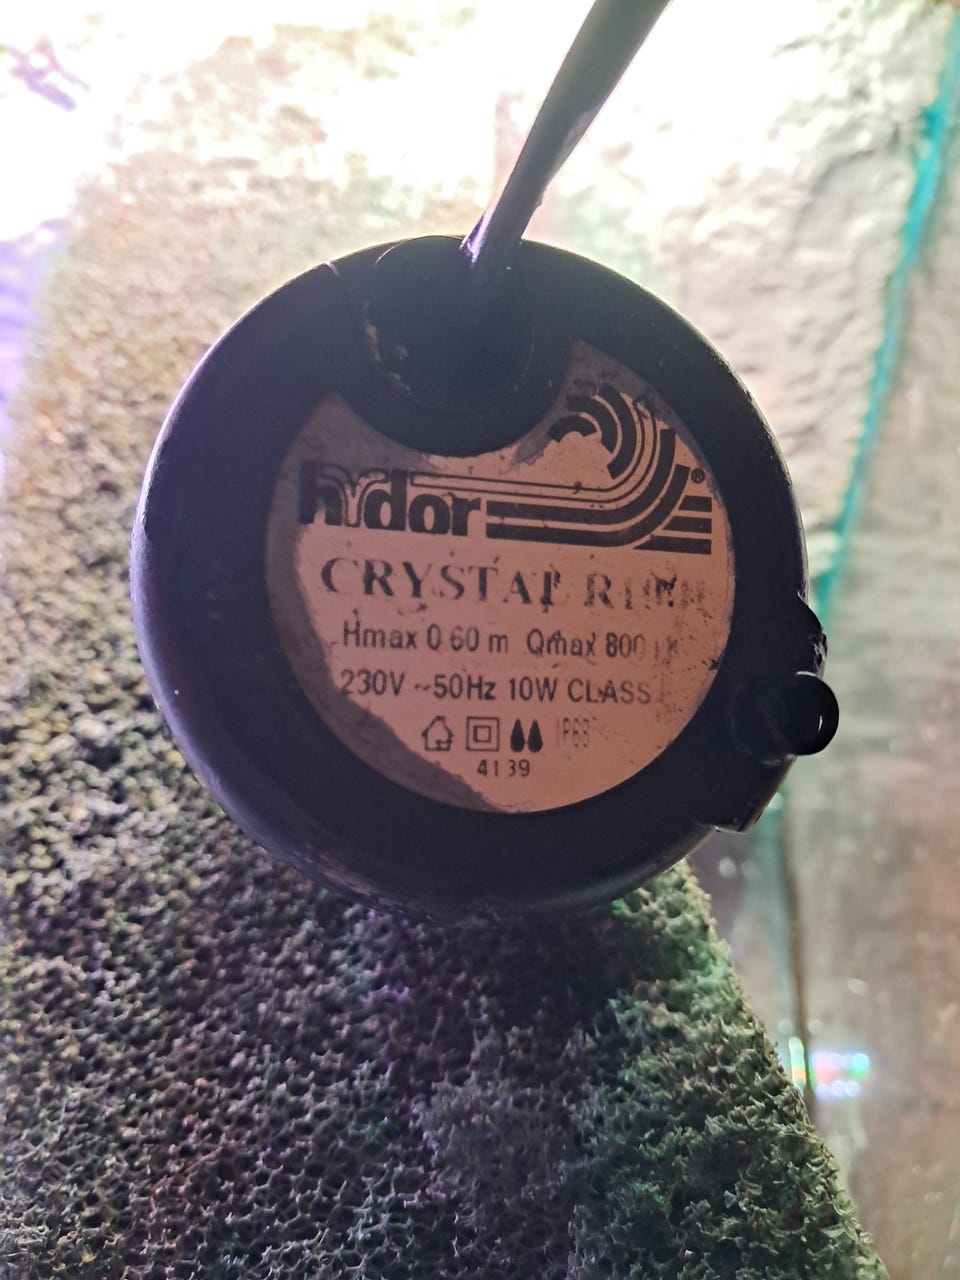 hydor®
CRYSTAL
Hmax 0.60 m Qmax 800
230V ~50Hz 10W CLASS
IP68
4139